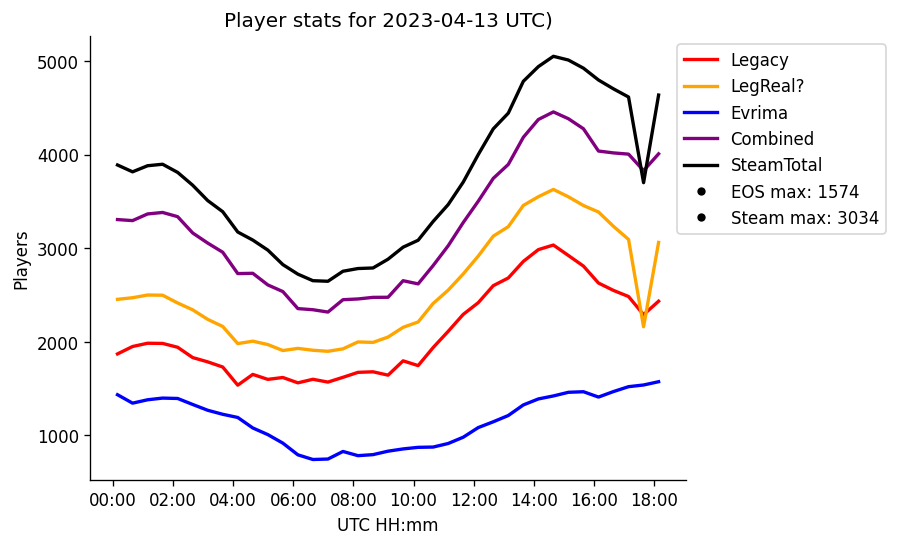 Player stats for 2023-04-13 UTC)
Players
5000
4000
3000
2000
1000
00:00 02:00 04:00 06:00 08:00 10:00 12:00 14:00 16:00 18:00
UTC HH:mm
Legacy
LegReal?
Evrima
Combined
SteamTotal
EOS max: 1574
Steam max: 3034